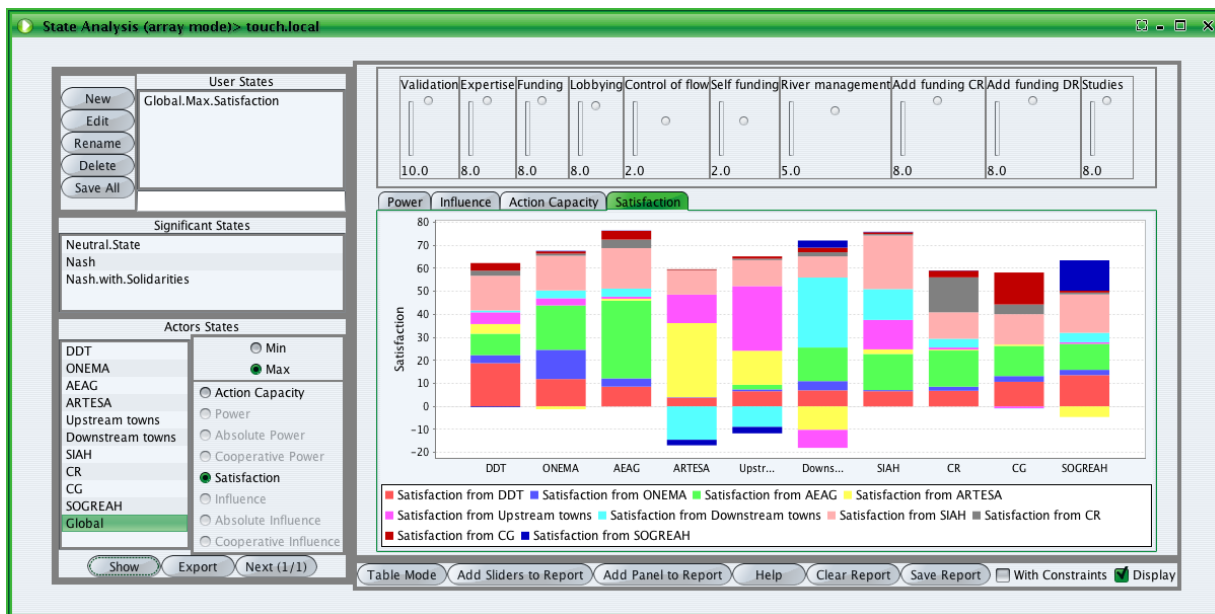 State Analysis (array mode)> touch.local
User States
New
Edit
Rename
Delete
Save All
Global.Max.Satisfaction
Significant States
Neutral.State
Nash
Nash.with.Solidarities
Actors States
DDT
ONEMA
AEAG
ARTESA
Upstream towns
Downstream towns
SIAH
CR
CG
SOGREAH
Global
Min
Max
Action Capacity
Power
Absolute Power
Cooperative Power
Satisfaction
Influence
Absolute Influence
Cooperative Influence
Show Export Next (1/1)
Validation Expertise Funding Lobbying Control of flow Self funding River management Add funding CR Add funding DR Studies
10.0 8.0 8.0 8.0 2.0 2.0 5.0 8.0 8.0 8.0
Power Influence Action Capacity Satisfaction
Satisfaction
80
70
60
50
40
30
20
10
0
-10
-20
DDT ONEMA AEAG ARTESA Upstr... Downs... SIAH CR CG SOGREAH
Satisfaction from DDT Satisfaction from ONEMA Satisfaction from AEAG Satisfaction from ARTESA
Satisfaction from Upstream towns Satisfaction from Downstream towns Satisfaction from SIAH Satisfaction from CR
Satisfaction from CG Satisfaction from SOGREAH
Table Mode Add Sliders to Report Add Panel to Report Help Clear Report Save Report With Constraints Display